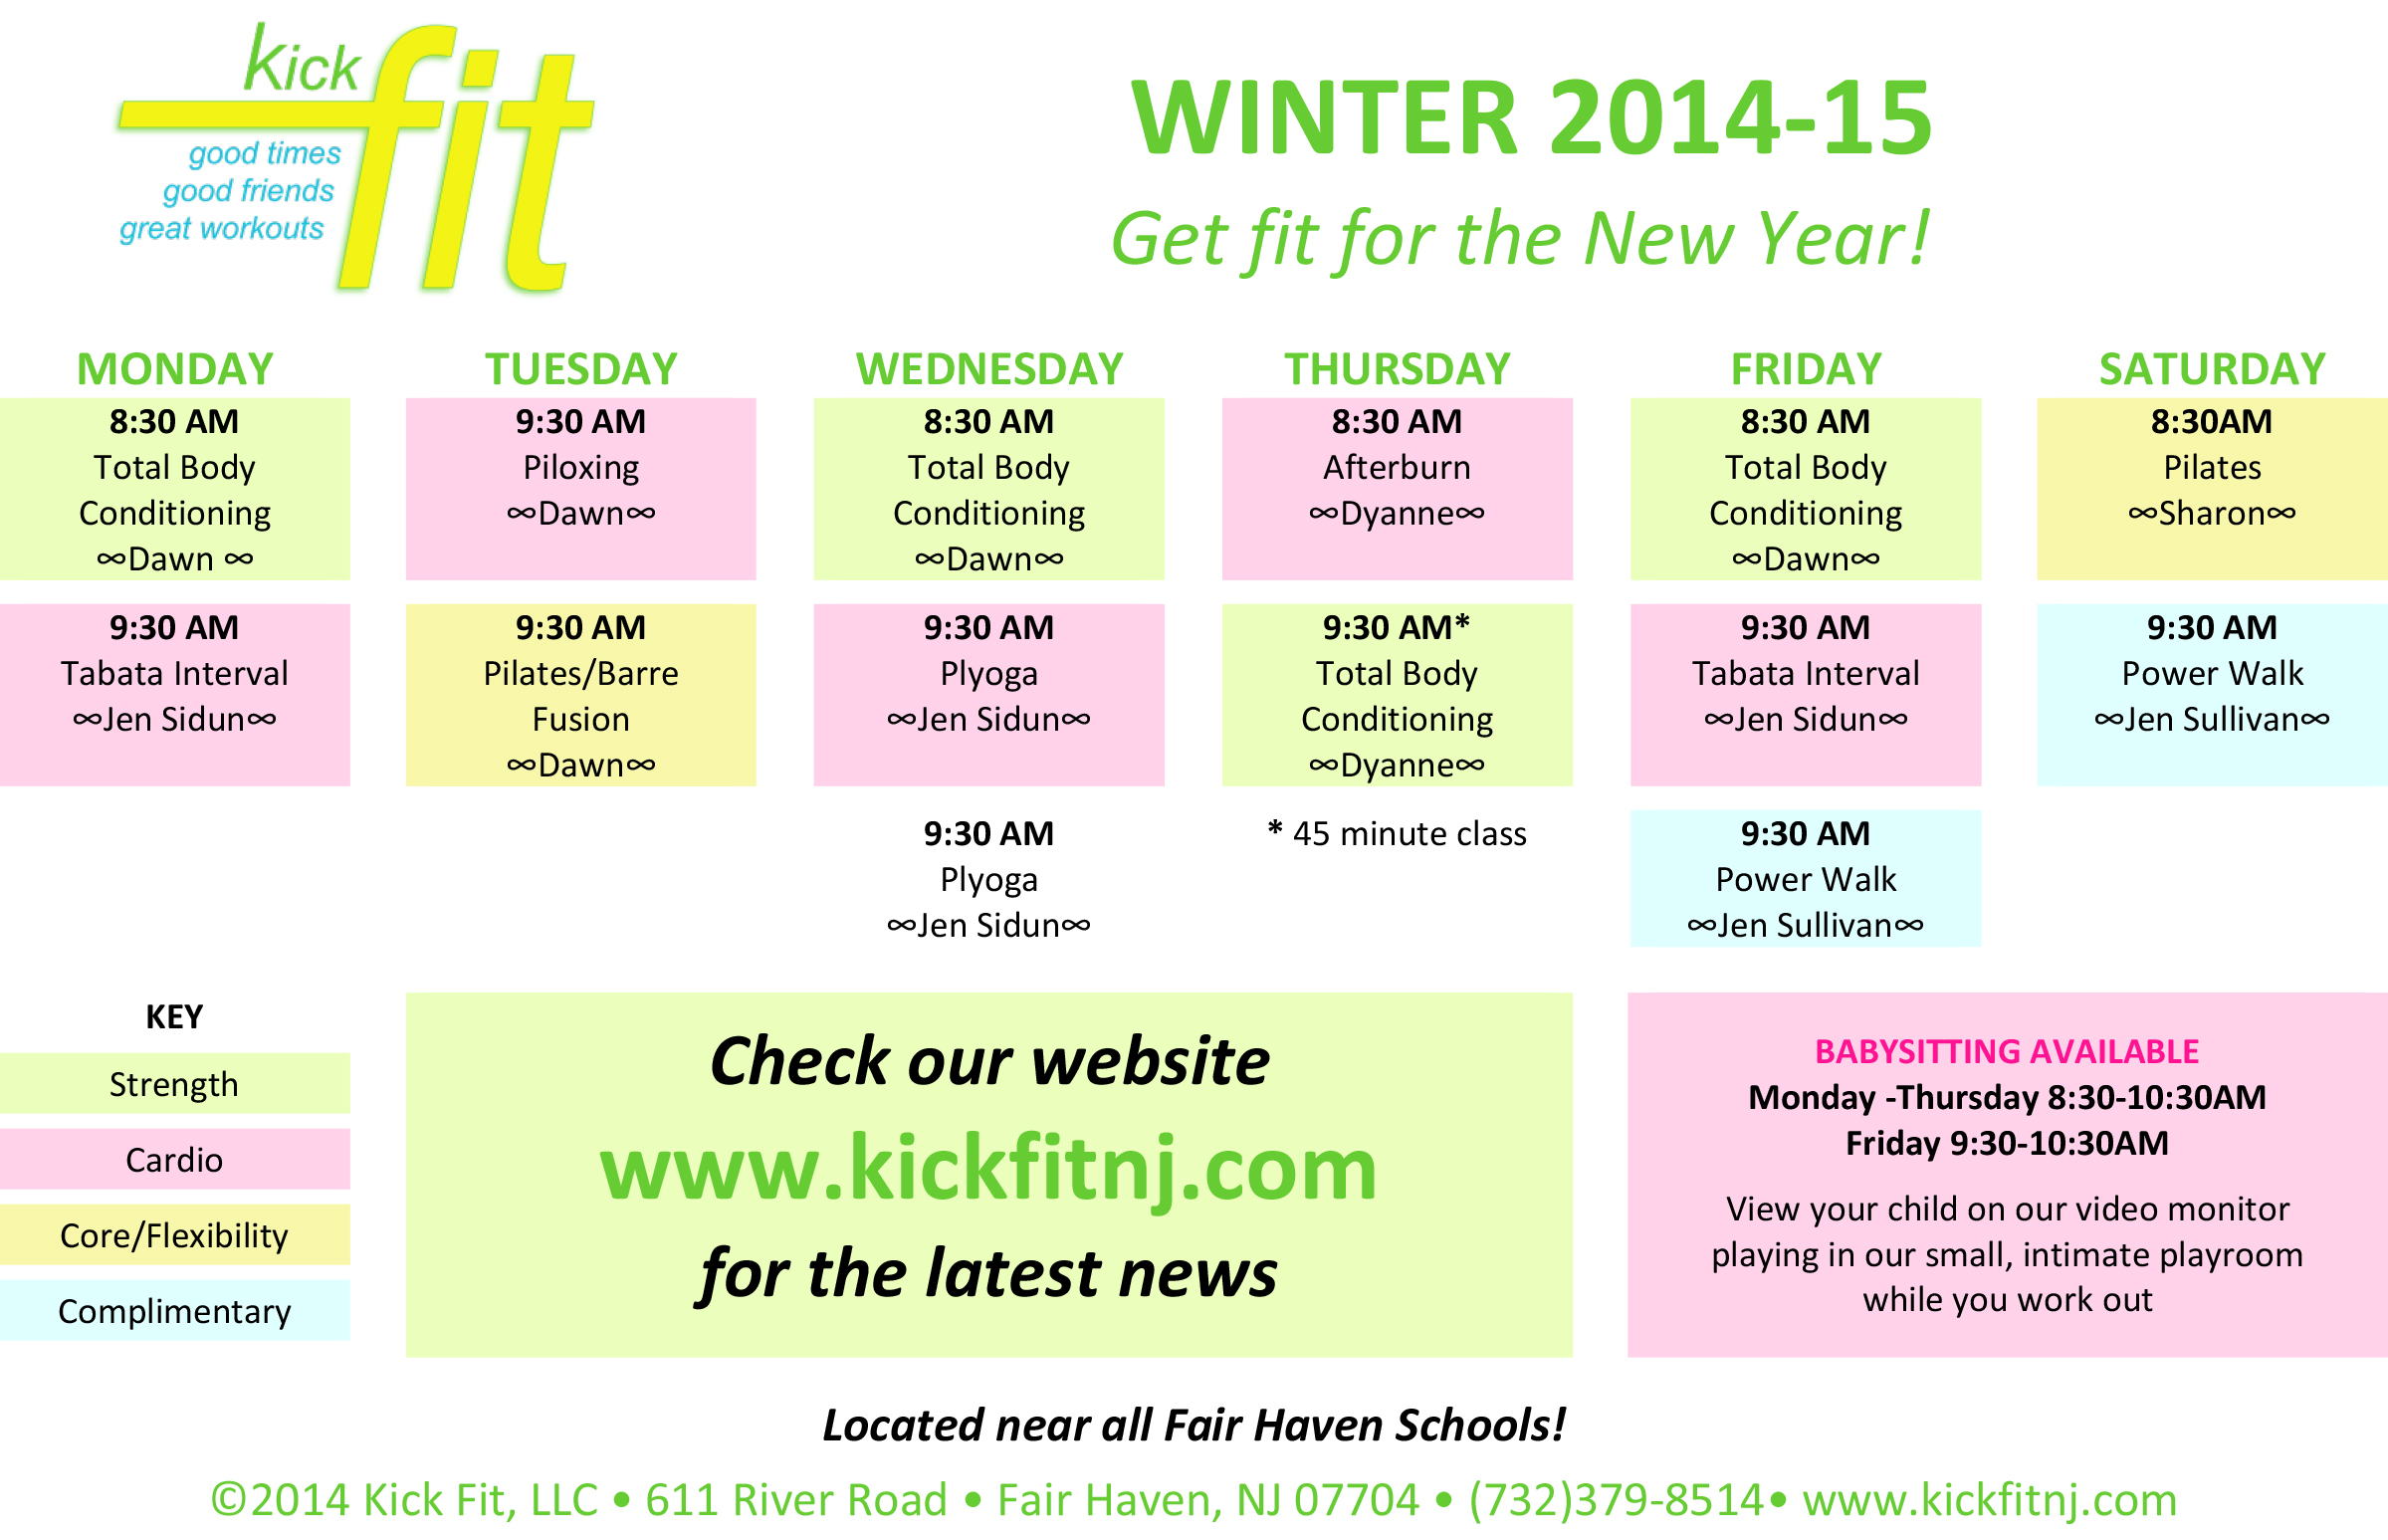 kick fit
good times
good friends
great workouts
WINTER 2014-15
Get fit for the New Year!
MONDAY
8:30 AM
Total Body
Conditioning
∞Dawn ∞
9:30 AM
Tabata Interval
∞Jen Sidun∞
TUESDAY
9:30 AM
Piloxing
∞Dawn∞
9:30 AM
Pilates/Barre
Fusion
∞Dawn∞
WEDNESDAY
8:30 AM
Total Body
Conditioning
∞Dawn∞
9:30 AM
Plyoga
∞Jen Sidun∞
9:30 AM
Plyoga
∞Jen Sidun∞
THURSDAY
8:30 AM
Afterburn
∞Dyanne∞
9:30 AM*
Total Body
Conditioning
∞Dyanne∞
* 45 minute class
FRIDAY
8:30 AM
Total Body
Conditioning
∞Dawn∞
9:30 AM
Tabata Interval
∞Jen Sidun∞
9:30 AM
Power Walk
∞Jen Sullivan∞
SATURDAY
8:30AM
Pilates
∞Sharon∞
9:30 AM
Power Walk
∞Jen Sullivan∞
KEY
Strength
Cardio
Core/Flexibility
Complimentary
Check our website
www.kickfitnj.com
for the latest news
BABYSITTING AVAILABLE
Monday -Thursday 8:30-10:30AM
Friday 9:30-10:30AM
View your child on our video monitor
playing in our small, intimate playroom
while you work out
Located near all Fair Haven Schools!
©2014 Kick Fit, LLC • 611 River Road • Fair Haven, NJ 07704 • (732)379-8514• www.kickfitnj.com